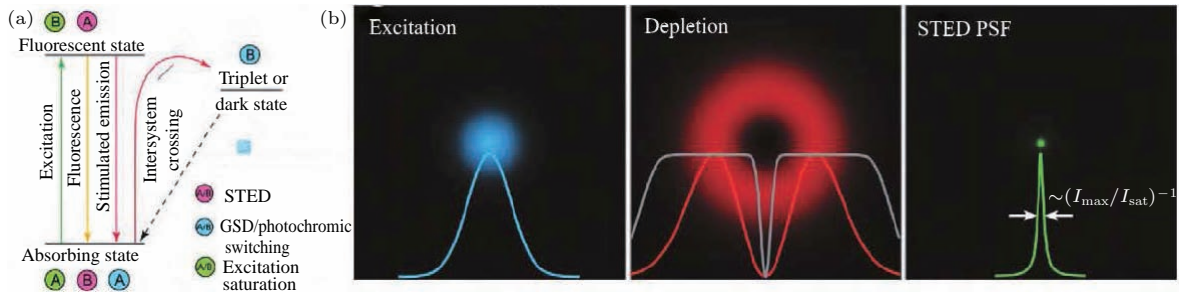 (a)
B A
Fluorescent state
B
Triplet or
dark state
Excitation
Fluorescence
Stimulated emission
Intersystem
crossing
A/B STED
A/B GSD/photochromic
switching
Absorbing state
A/B Excitation
saturation
A B A
(b)
Excitation
Depletion
STED PSF
~(Imax/Isat)−1